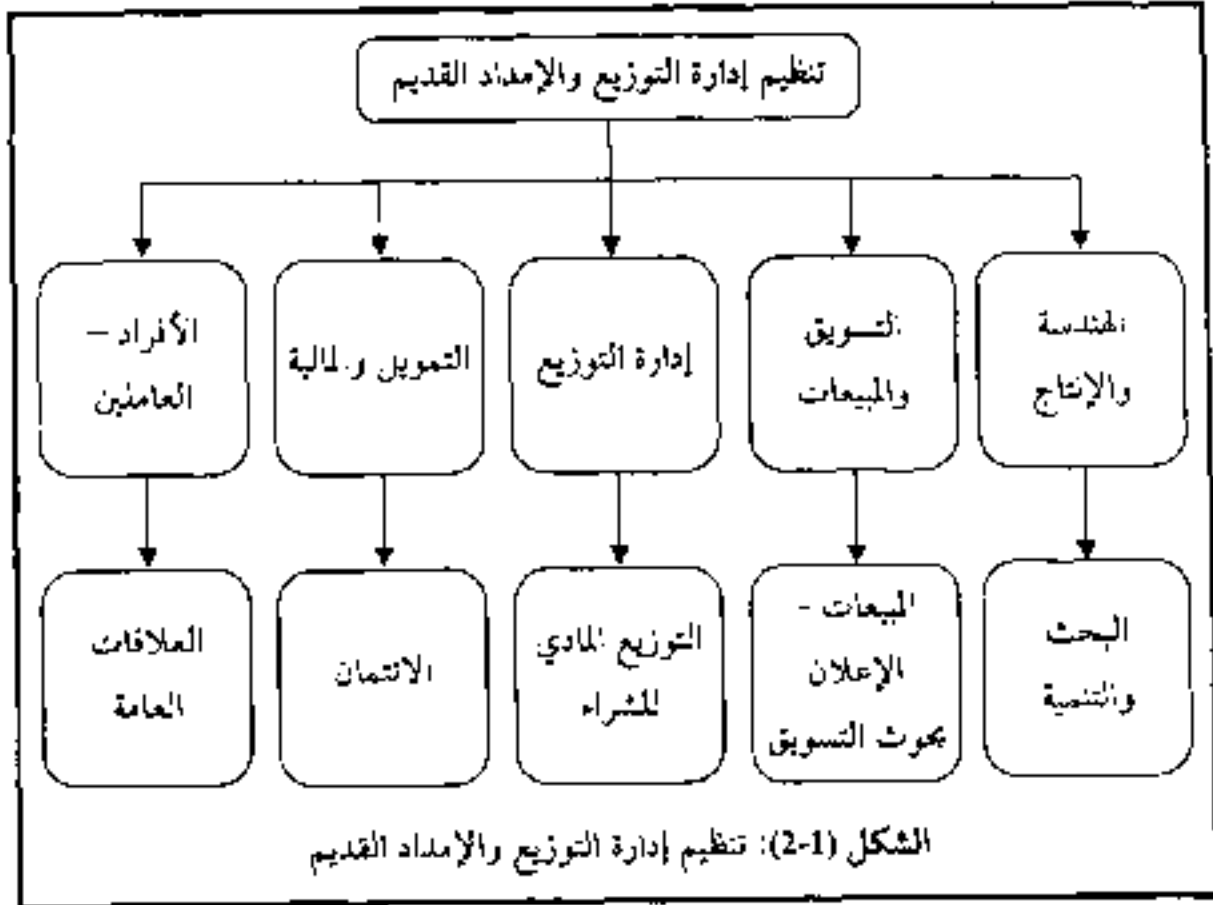 تنظيم إدارة التوزيع والإمداد القديم
الهندسة
والإنتاج
التسويق
والمبيعات
إدارة التوزيع
التمويل والمالية
الأفراد –
العاملين
البحث
والتنمية
المبيعات -
الإعلان
بحوث التسويق
التوزيع المادي
للشراء
الائتمان
العلاقات
العامة
الشكل (1-2): تنظيم إدارة التوزيع والإمداد القديم